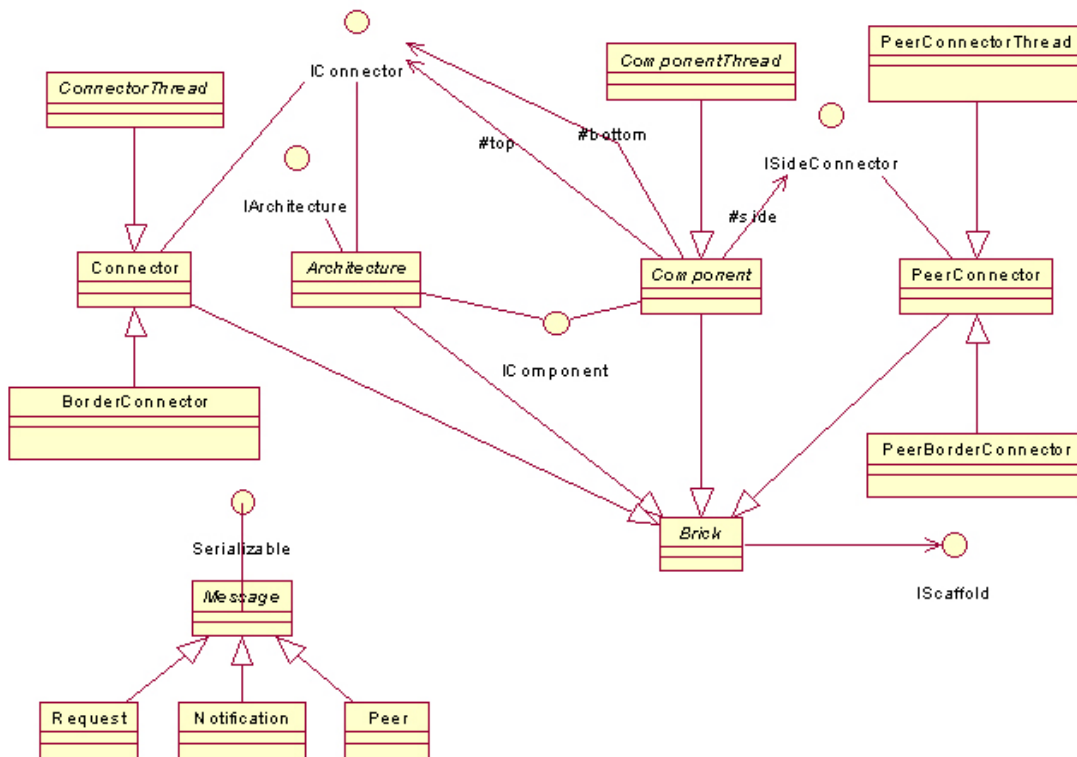 PeerConnectorThread
ComponentThread
IConnector
ConnectorThread
#bottom
#top
ISideConnector
IArchitecture
#side
Connector
Architecture
Component
PeerConnector
IComponent
BorderConnector
PeerBorderConnector
Brick
Serializable
IScaffold
Message
Request
Notification
Peer